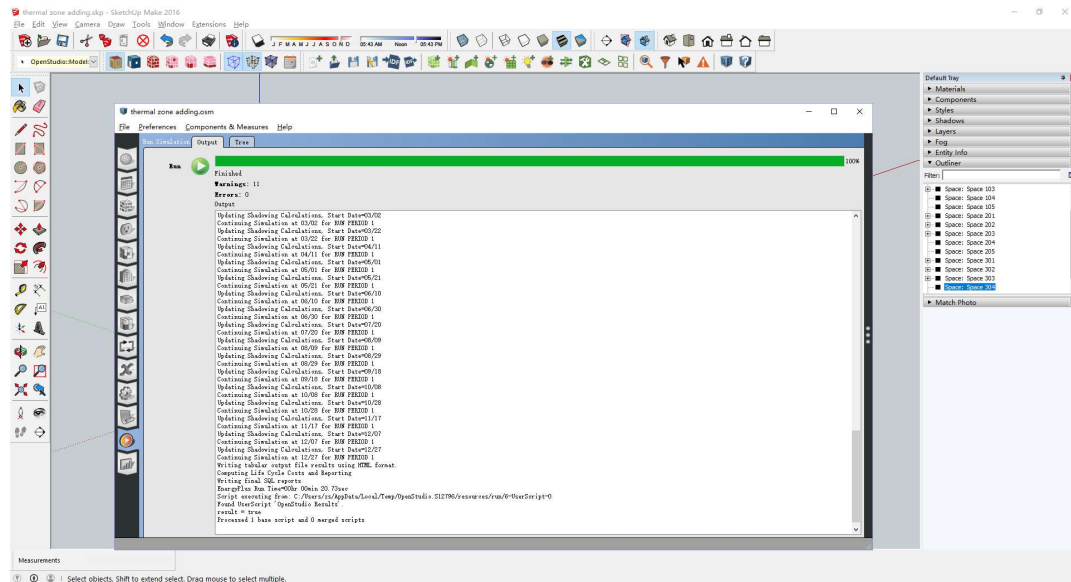 thermal zone adding.skp - SketchUp Make 2016
File Edit View Camera Draw Tools Window Extensions Help
J F M A M J J A S O N D 05:43 AM Noon 05:43 PM
OpenStudio::Model::
thermal zone adding.osm
File Preferences Components & Measures Help
Run Simulation Output Tree
Run
100%
Finished
Warnings: 11
Errors: 0
Output
Updating Shadowing Calculations, Start Date=03/02
Continuing Simulation at 03/02 for RUN PERIOD 1
Updating Shadowing Calculations, Start Date=03/22
Continuing Simulation at 03/22 for RUN PERIOD 1
Updating Shadowing Calculations, Start Date=04/11
Continuing Simulation at 04/11 for RUN PERIOD 1
Updating Shadowing Calculations, Start Date=05/01
Continuing Simulation at 05/01 for RUN PERIOD 1
Updating Shadowing Calculations, Start Date=05/21
Continuing Simulation at 05/21 for RUN PERIOD 1
Updating Shadowing Calculations, Start Date=06/10
Continuing Simulation at 06/10 for RUN PERIOD 1
Updating Shadowing Calculations, Start Date=06/30
Continuing Simulation at 06/30 for RUN PERIOD 1
Updating Shadowing Calculations, Start Date=07/20
Continuing Simulation at 07/20 for RUN PERIOD 1
Updating Shadowing Calculations, Start Date=08/09
Continuing Simulation at 08/09 for RUN PERIOD 1
Updating Shadowing Calculations, Start Date=08/29
Continuing Simulation at 08/29 for RUN PERIOD 1
Updating Shadowing Calculations, Start Date=09/18
Continuing Simulation at 09/18 for RUN PERIOD 1
Updating Shadowing Calculations, Start Date=10/08
Continuing Simulation at 10/08 for RUN PERIOD 1
Updating Shadowing Calculations, Start Date=10/28
Continuing Simulation at 10/28 for RUN PERIOD 1
Updating Shadowing Calculations, Start Date=11/17
Continuing Simulation at 11/17 for RUN PERIOD 1
Updating Shadowing Calculations, Start Date=12/07
Continuing Simulation at 12/07 for RUN PERIOD 1
Updating Shadowing Calculations, Start Date=12/27
Continuing Simulation at 12/27 for RUN PERIOD 1
Writing tabular output file results using HTML format.
Computing Life Cycle Costs and Reporting
Writing final SQL reports
EnergyPlus Run Time=00hr 00min 20.73sec
Script executing from: C:/Users/zs/AppData/Local/Temp/OpenStudio.S12796/resources/run/6-UserScript-0
Found UserScript 'OpenStudio Results'.
result = true
Processed 1 base script and 0 merged scripts
Default Tray
Materials
Components
Styles
Shadows
Layers
Fog
Entity Info
Outliner
Filter:
Space: Space 103
Space: Space 104
Space: Space 105
Space: Space 201
Space: Space 202
Space: Space 203
Space: Space 204
Space: Space 205
Space: Space 301
Space: Space 302
Space: Space 303
Space: Space 304
Match Photo
Measurements
Select objects. Shift to extend select. Drag mouse to select multiple.